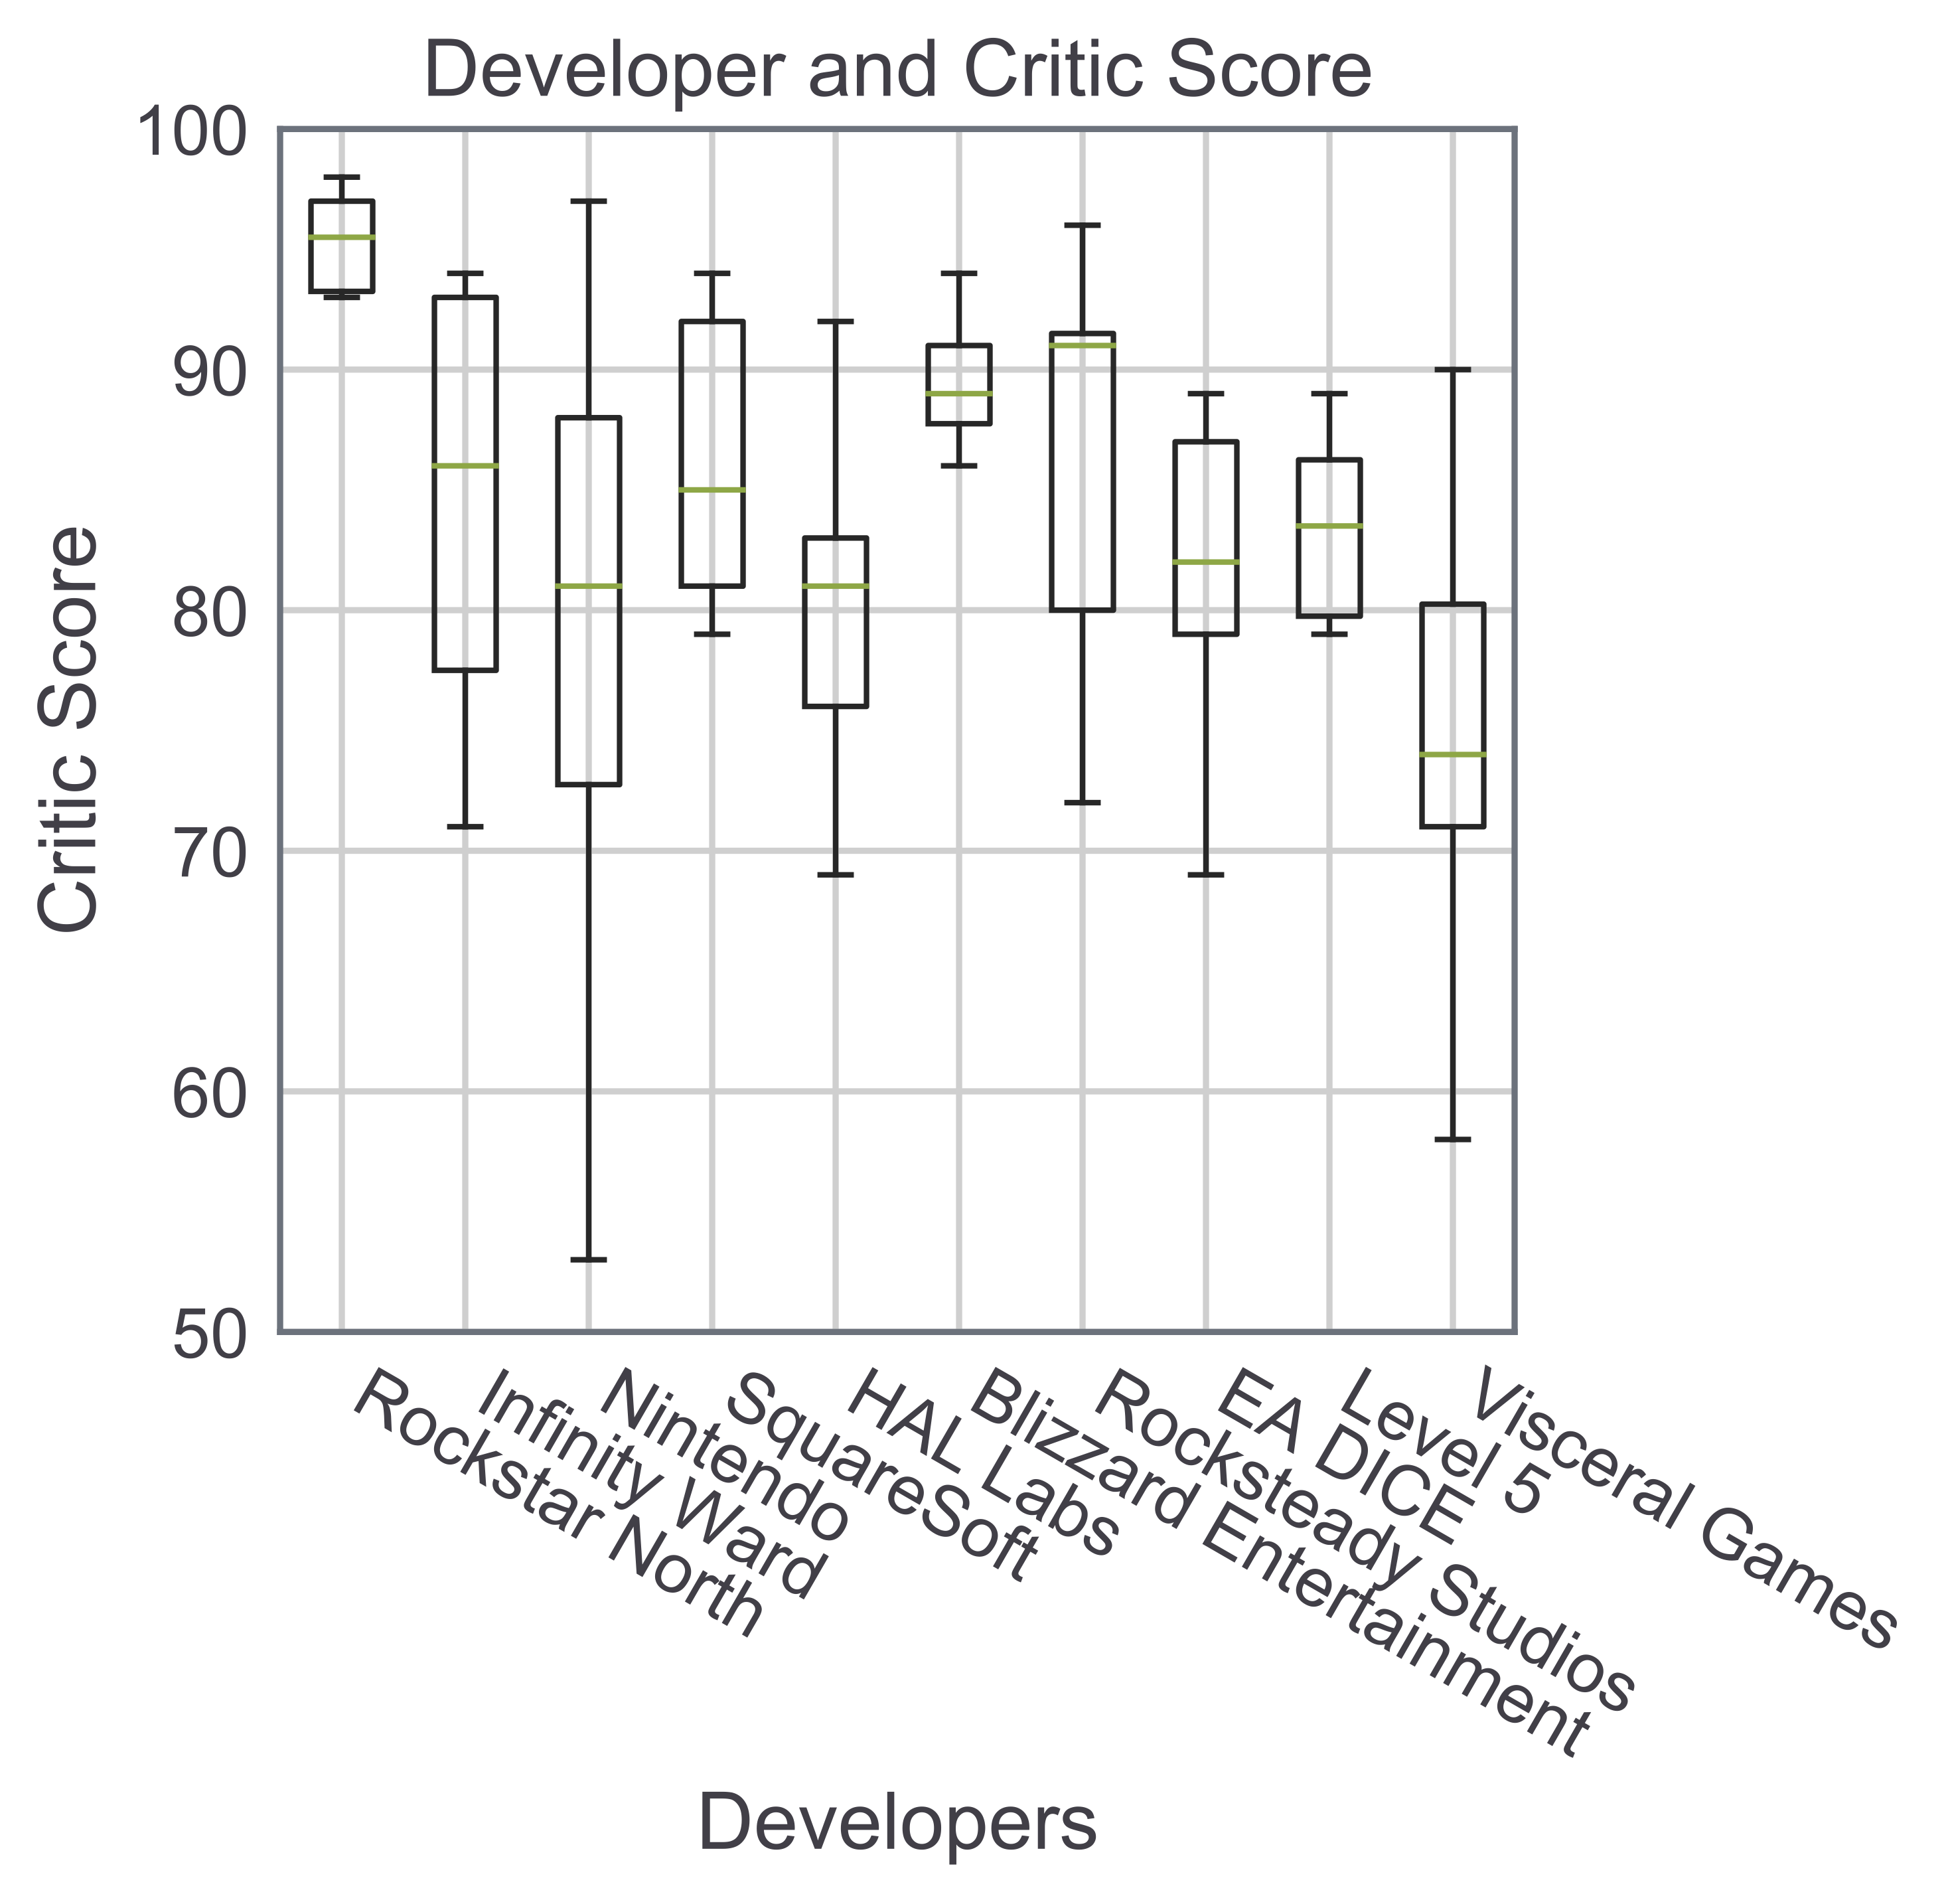 Developer and Critic Score
100
90
80
70
60
50
Critic Score
Rockstar North
Infinity Ward
Nintendo
SquareSoft
HAL Labs
Blizzard Entertainment
Rocksteady Studios
EA DICE
Level 5
Visceral Games
Developers